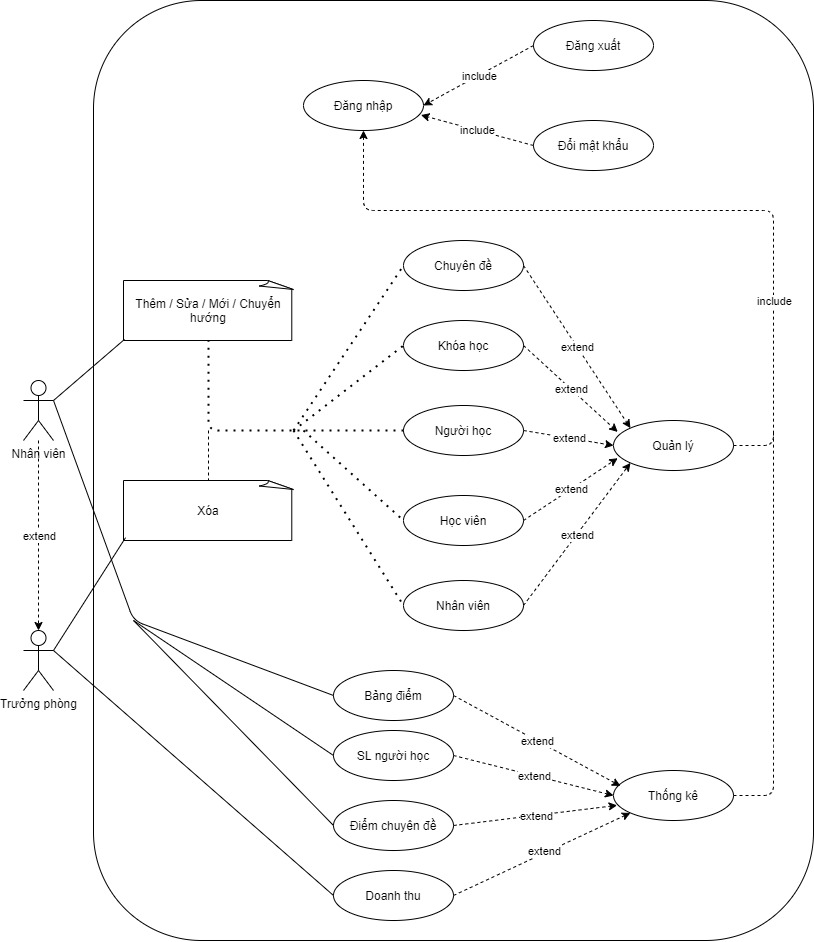 Đăng xuất
include
Đăng nhập
include
Đổi mật khẩu
Chuyên đề
Thêm / Sửa / Mới / Chuyển
hướng
include
Khóa học
extend
extend
Người học
extend
Quản lý
Nhân viên
extend
Xóa
Học viên
extend
extend
Nhân viên
Trưởng phòng
Bảng điểm
extend
SL người học
extend
Thống kê
Điểm chuyên đề
extend
extend
Doanh thu